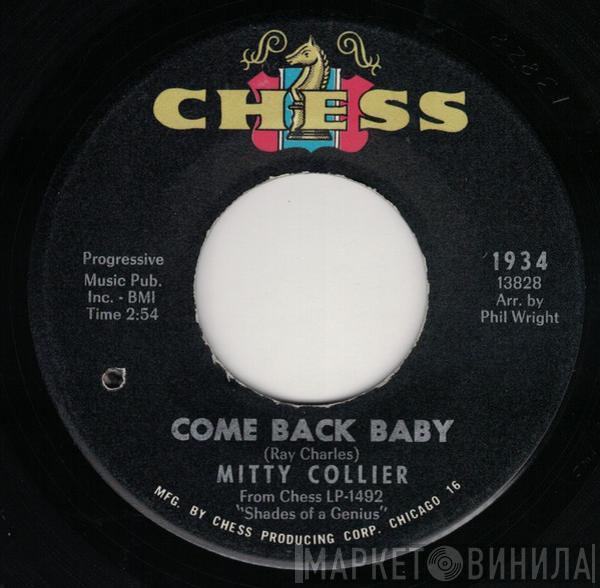 CHESS
Progressive
Music Pub.
Inc. - BMI
Time 2:54
1934
13828
Arr. by
Phil Wright
COME BACK BABY
(Ray Charles)
MITTY COLLIER
From Chess LP-1492
"Shades of a Genius"
MFG. BY CHESS PRODUCING CORP. CHICAGO 16
13828
МАРКЕТ ВИНИЛА